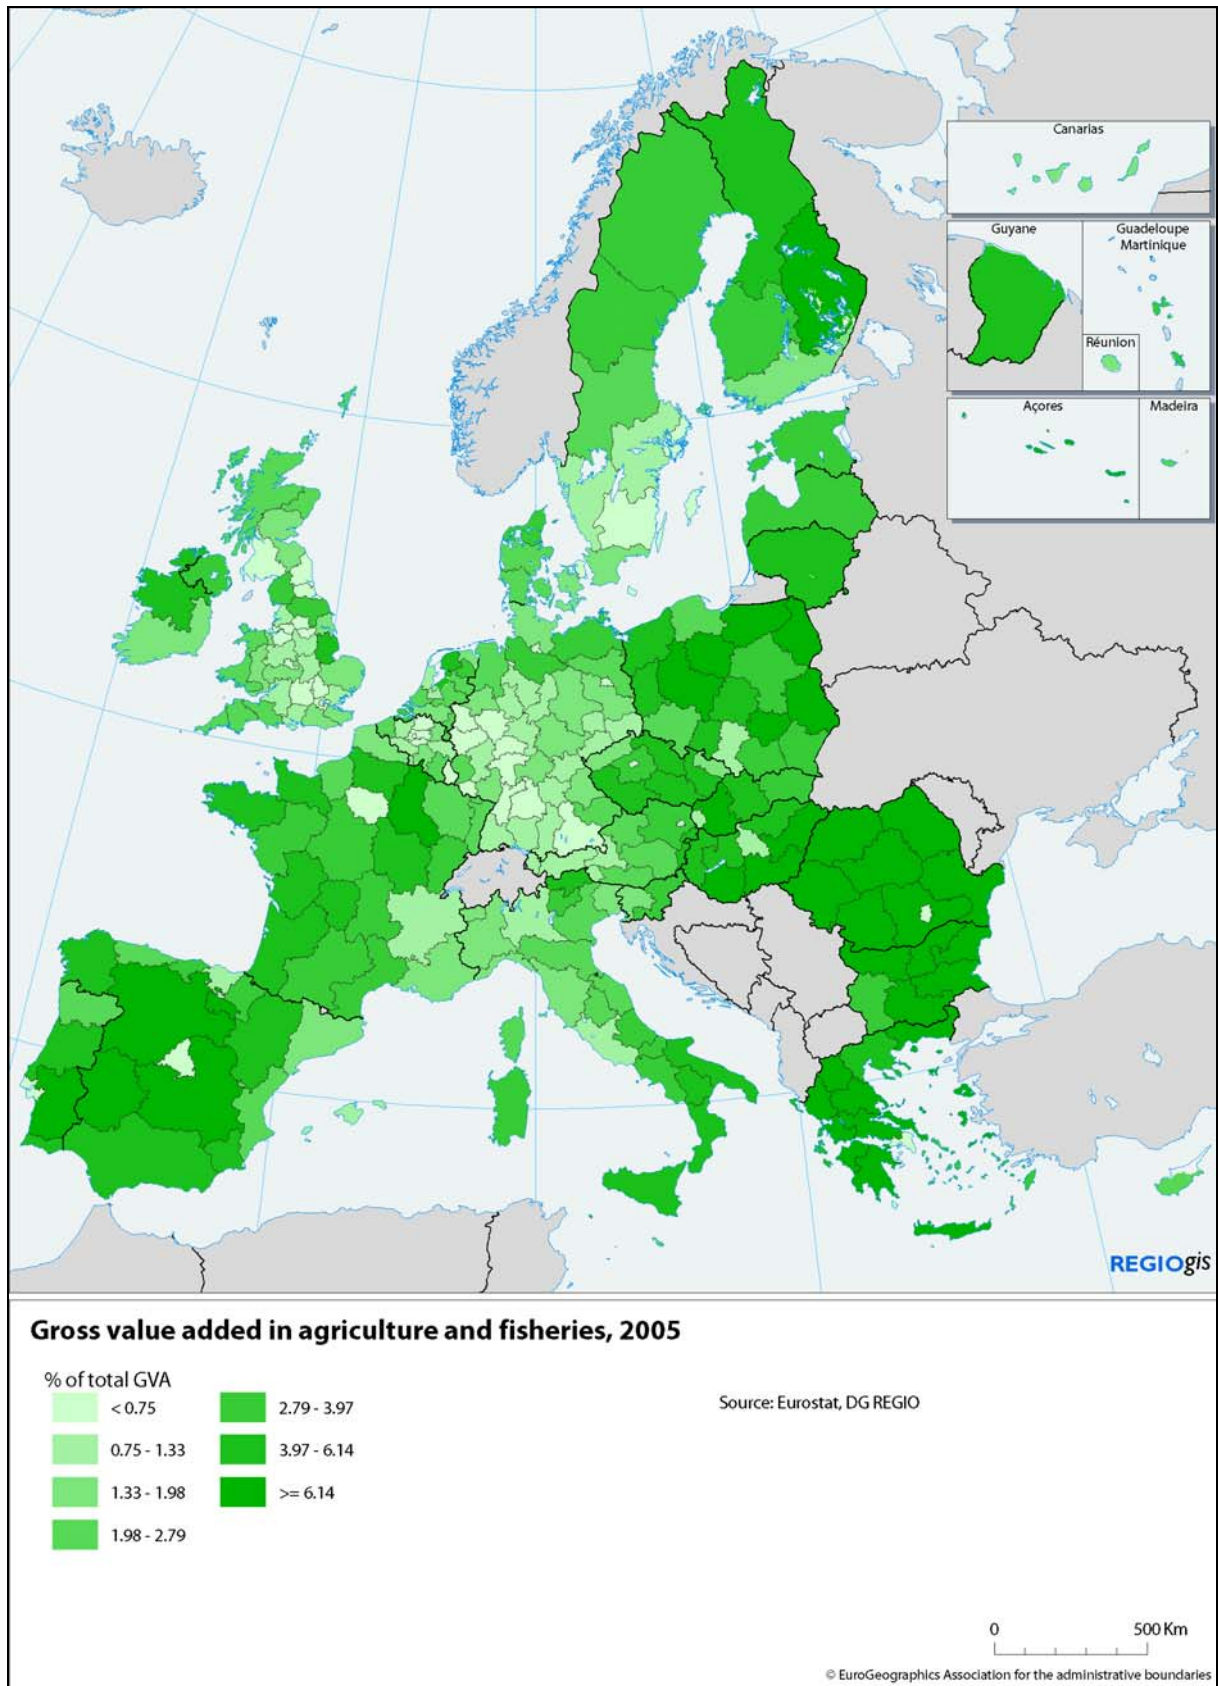 Canarias
Guyane
Guadeloupe
Martinique
Réunion
Açores
Madeira
REGIOgis
Gross value added in agriculture and fisheries, 2005
% of total GVA
< 0.75
0.75 - 1.33
1.33 - 1.98
1.98 - 2.79
2.79 - 3.97
3.97 - 6.14
>= 6.14
Source: Eurostat, DG REGIO
0 500 Km
© EuroGeographics Association for the administrative boundaries